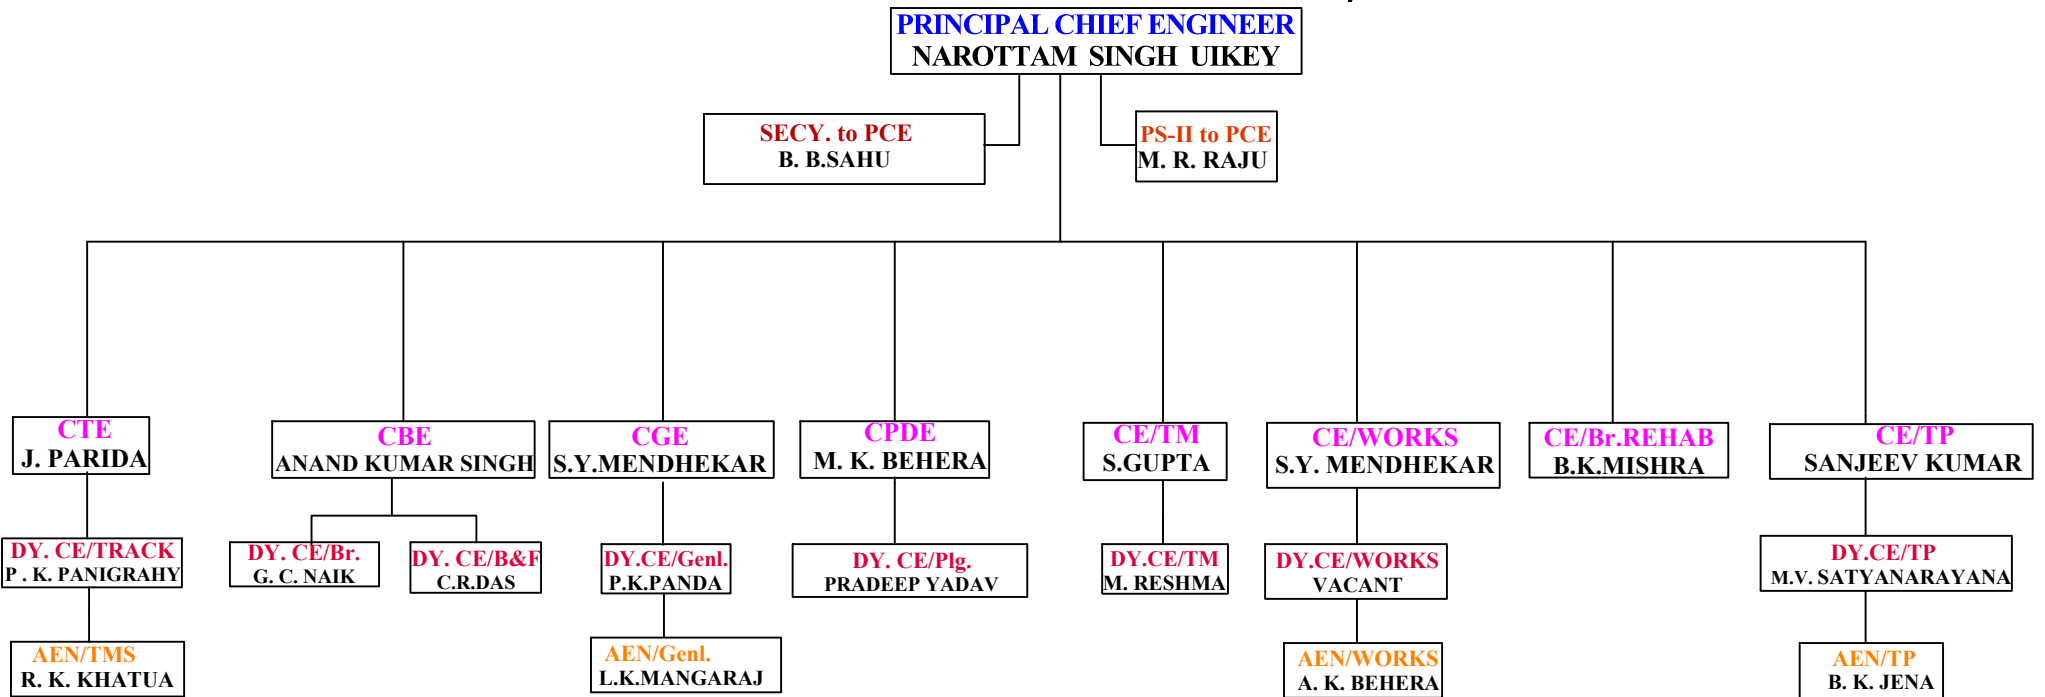 PRINCIPAL CHIEF ENGINEER
NAROTTAM SINGH UIKEY
SECY. to PCE
B. B.SAHU
PS-II to PCE
M. R. RAJU
CTE
J. PARIDA
CBE
ANAND KUMAR SINGH
CGE
S.Y.MENDHEKAR
CPDE
M. K. BEHERA
CE/TM
S.GUPTA
CE/WORKS
S.Y. MENDHEKAR
CE/Br.REHAB
B.K.MISHRA
CE/TP
SANJEEV KUMAR
DY. CE/TRACK
P . K. PANIGRAHY
DY. CE/Br.
G. C. NAIK
DY. CE/B&F
C.R.DAS
DY.CE/Genl.
P.K.PANDA
DY. CE/Plg.
PRADEEP YADAV
DY.CE/TM
M. RESHMA
DY.CE/WORKS
VACANT
DY.CE/TP
M.V. SATYANARAYANA
AEN/TMS
R. K. KHATUA
AEN/Genl.
L.K.MANGARAJ
AEN/WORKS
A. K. BEHERA
AEN/TP
B. K. JENA